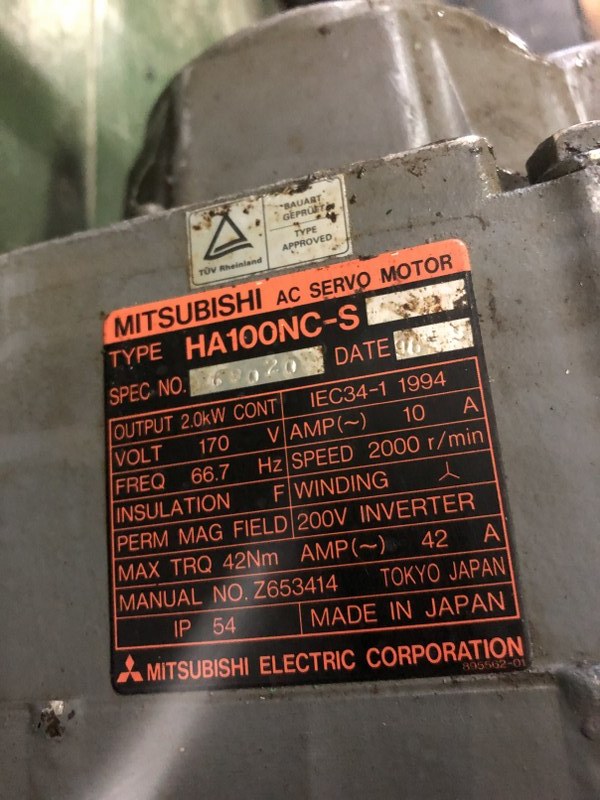 BAUART
GEPRÜFT
TYPE
APPROVED
TÜV Rheinland
MITSUBISHI AC SERVO MOTOR
TYPE HA100NC-S
SPEC NO. DATE
OUTPUT 2.0kW CONT IEC34-1 1994
VOLT 170 V AMP(~) 10 A
FREQ 66.7 Hz SPEED 2000 r/min
INSULATION F WINDING
PERM MAG FIELD 200V INVERTER
MAX TRQ 42Nm AMP(~) 42 A
MANUAL NO. Z653414 TOKYO JAPAN
IP 54 MADE IN JAPAN
MITSUBISHI ELECTRIC CORPORATION
895562-01